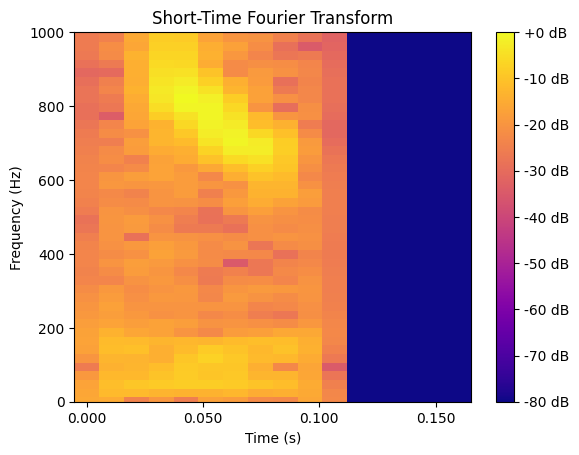 Short-Time Fourier Transform
Frequency (Hz)
1000
800
600
400
200
0
0.000
0.050
0.100
0.150
Time (s)
+0 dB
-10 dB
-20 dB
-30 dB
-40 dB
-50 dB
-60 dB
-70 dB
-80 dB